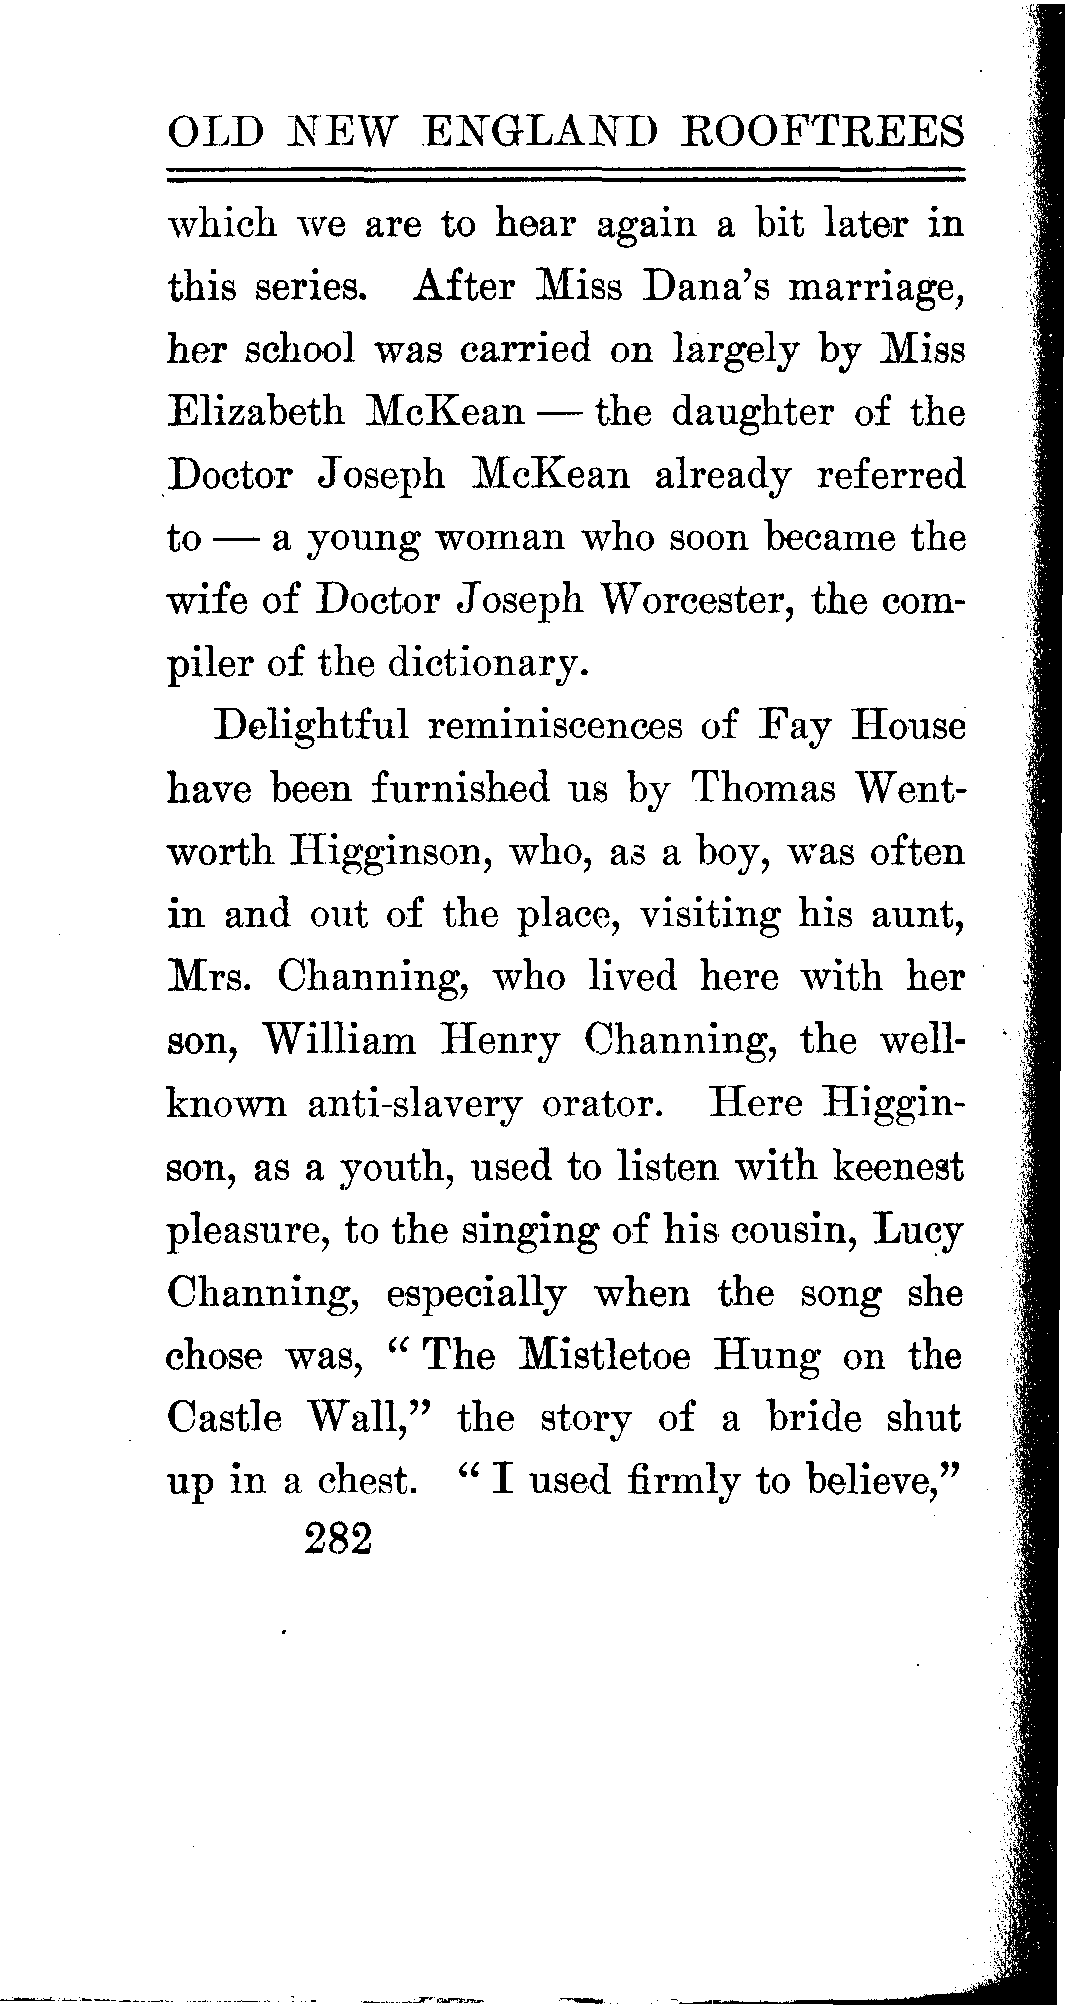 OLD NEW ENGLAND ROOFTREES
which we are to hear again a bit later in
this series. After Miss Dana's marriage,
her school was carried on largely by Miss
Elizabeth McKean — the daughter of the
Doctor Joseph McKean already referred
to — a young woman who soon became the
wife of Doctor Joseph Worcester, the com-
piler of the dictionary.
Delightful reminiscences of Fay House
have been furnished us by Thomas Went-
worth Higginson, who, as a boy, was often
in and out of the place, visiting his aunt,
Mrs. Channing, who lived here with her
son, William Henry Channing, the well-
known anti-slavery orator. Here Higgin-
son, as a youth, used to listen with keenest
pleasure, to the singing of his cousin, Lucy
Channing, especially when the song she
chose was, " The Mistletoe Hung on the
Castle Wall," the story of a bride shut
up in a chest. " I used firmly to believe,"
282